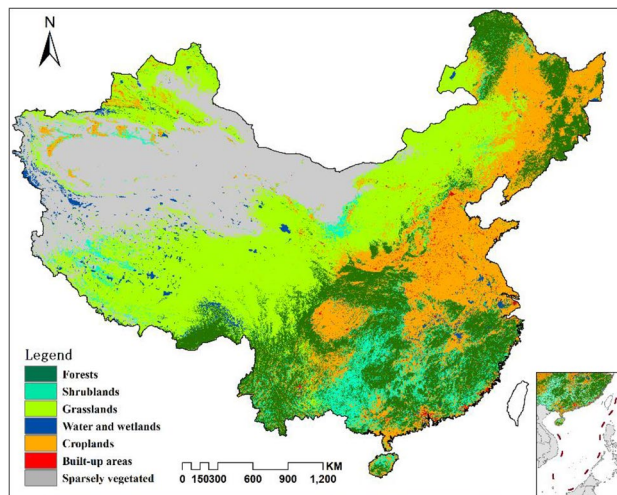 N
Legend
Forests
Shrublands
Grasslands
Water and wetlands
Croplands
Built-up areas
Sparsely vegetated
KM
0 150300 600 900 1,200